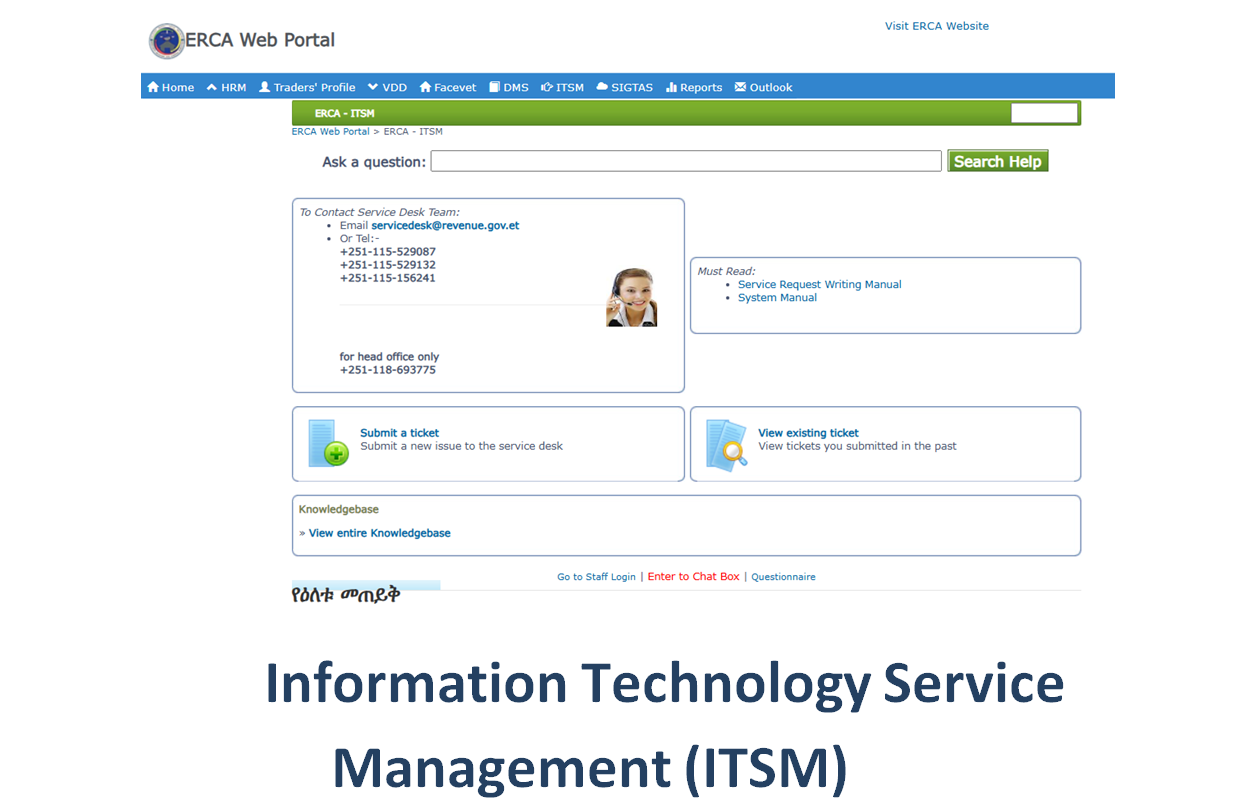 ERCA Web Portal
Visit ERCA Website
Home HRM Traders' Profile VDD Facevet DMS ITSM SIGTAS Reports Outlook
ERCA - ITSM
ERCA Web Portal > ERCA - ITSM
Ask a question: Search Help
To Contact Service Desk Team:
• Email servicedesk@revenue.gov.et
• Or Tel:-
+251-115-529087
+251-115-529132
+251-115-156241
for head office only
+251-118-693775
Must Read:
• Service Request Writing Manual
• System Manual
Submit a ticket
Submit a new issue to the service desk
View existing ticket
View tickets you submitted in the past
Knowledgebase
» View entire Knowledgebase
Go to Staff Login | Enter to Chat Box | Questionnaire
የዕለቱ መጠይቅ
Information Technology Service
Management (ITSM)